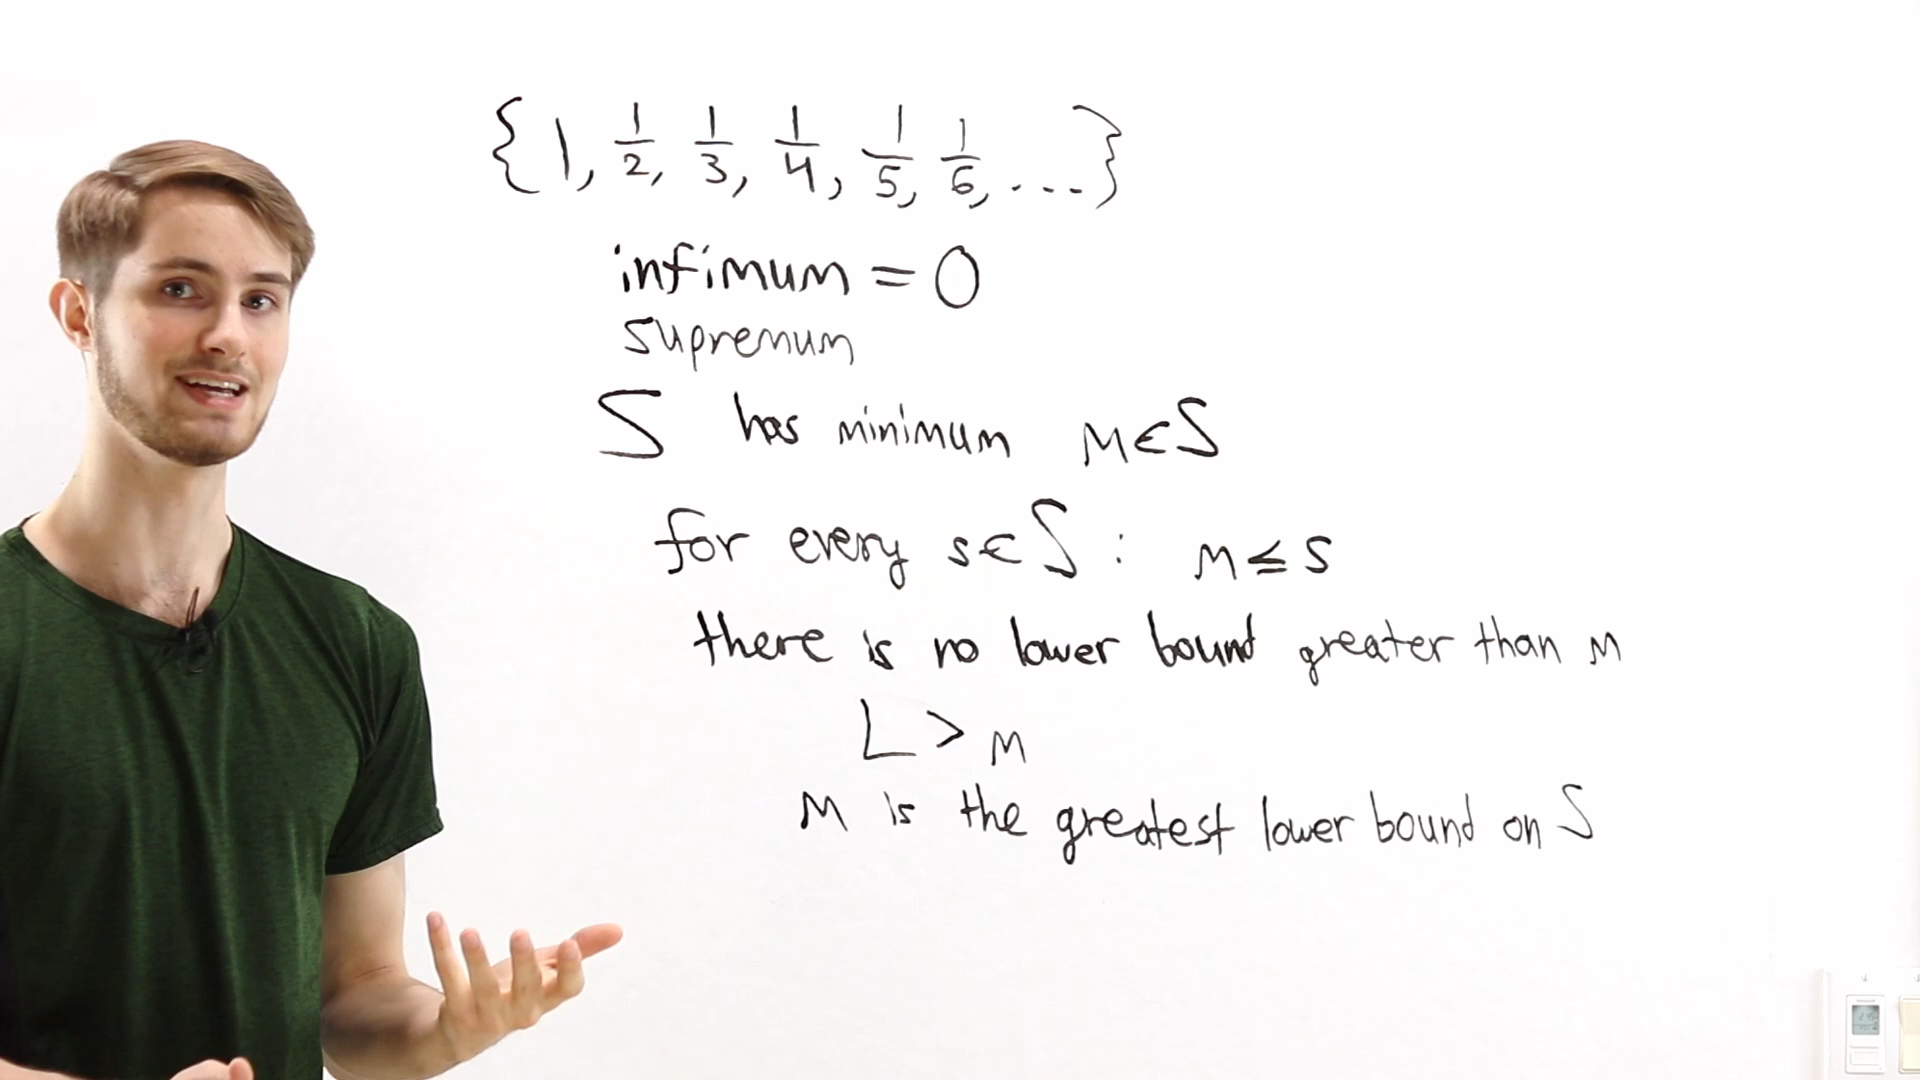 {1, 1/2, 1/3, 1/4, 1/5, 1/6, ...}
infimum = 0
supremum
S has minimum m∈S
for every s∈S : m≤s
there is no lower bound greater than m
L > m
m is the greatest lower bound on S